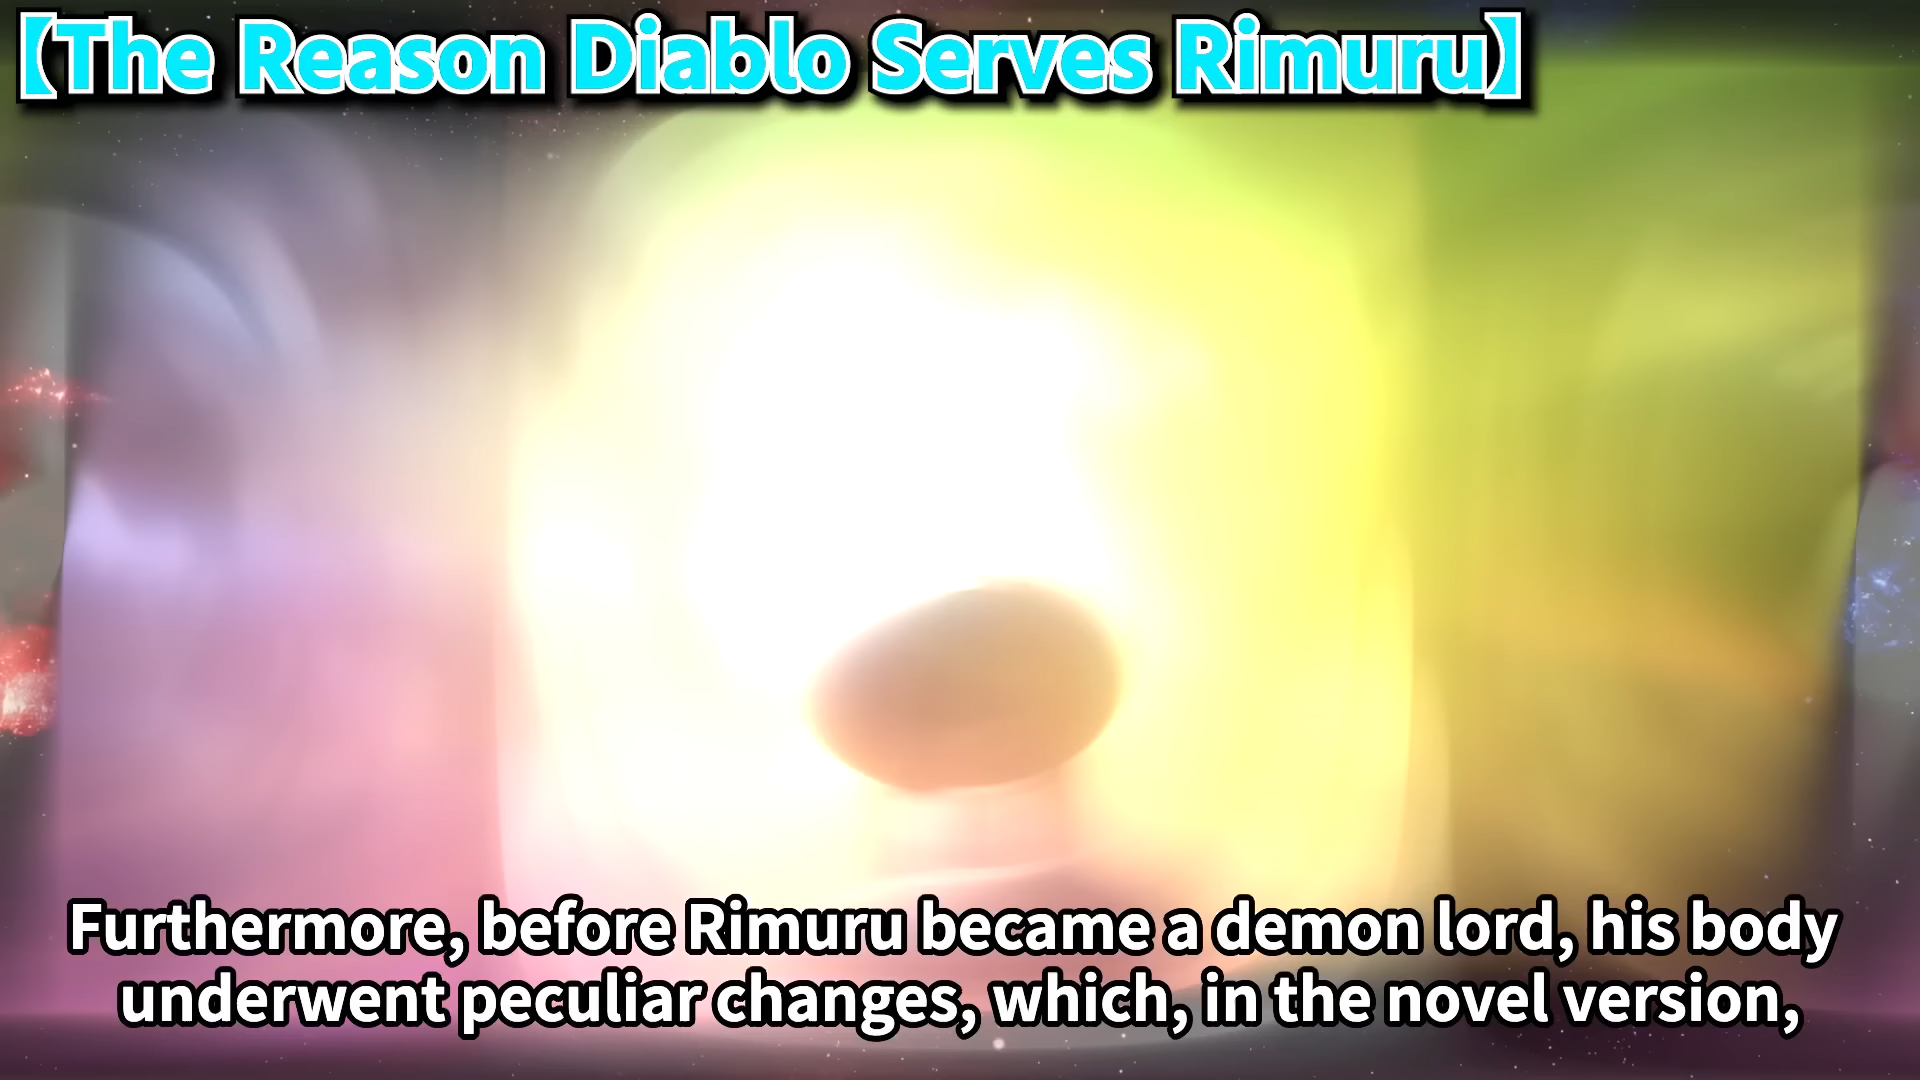 【The Reason Diablo Serves Rimuru】
Furthermore, before Rimuru became a demon lord, his body
underwent peculiar changes, which, in the novel version,